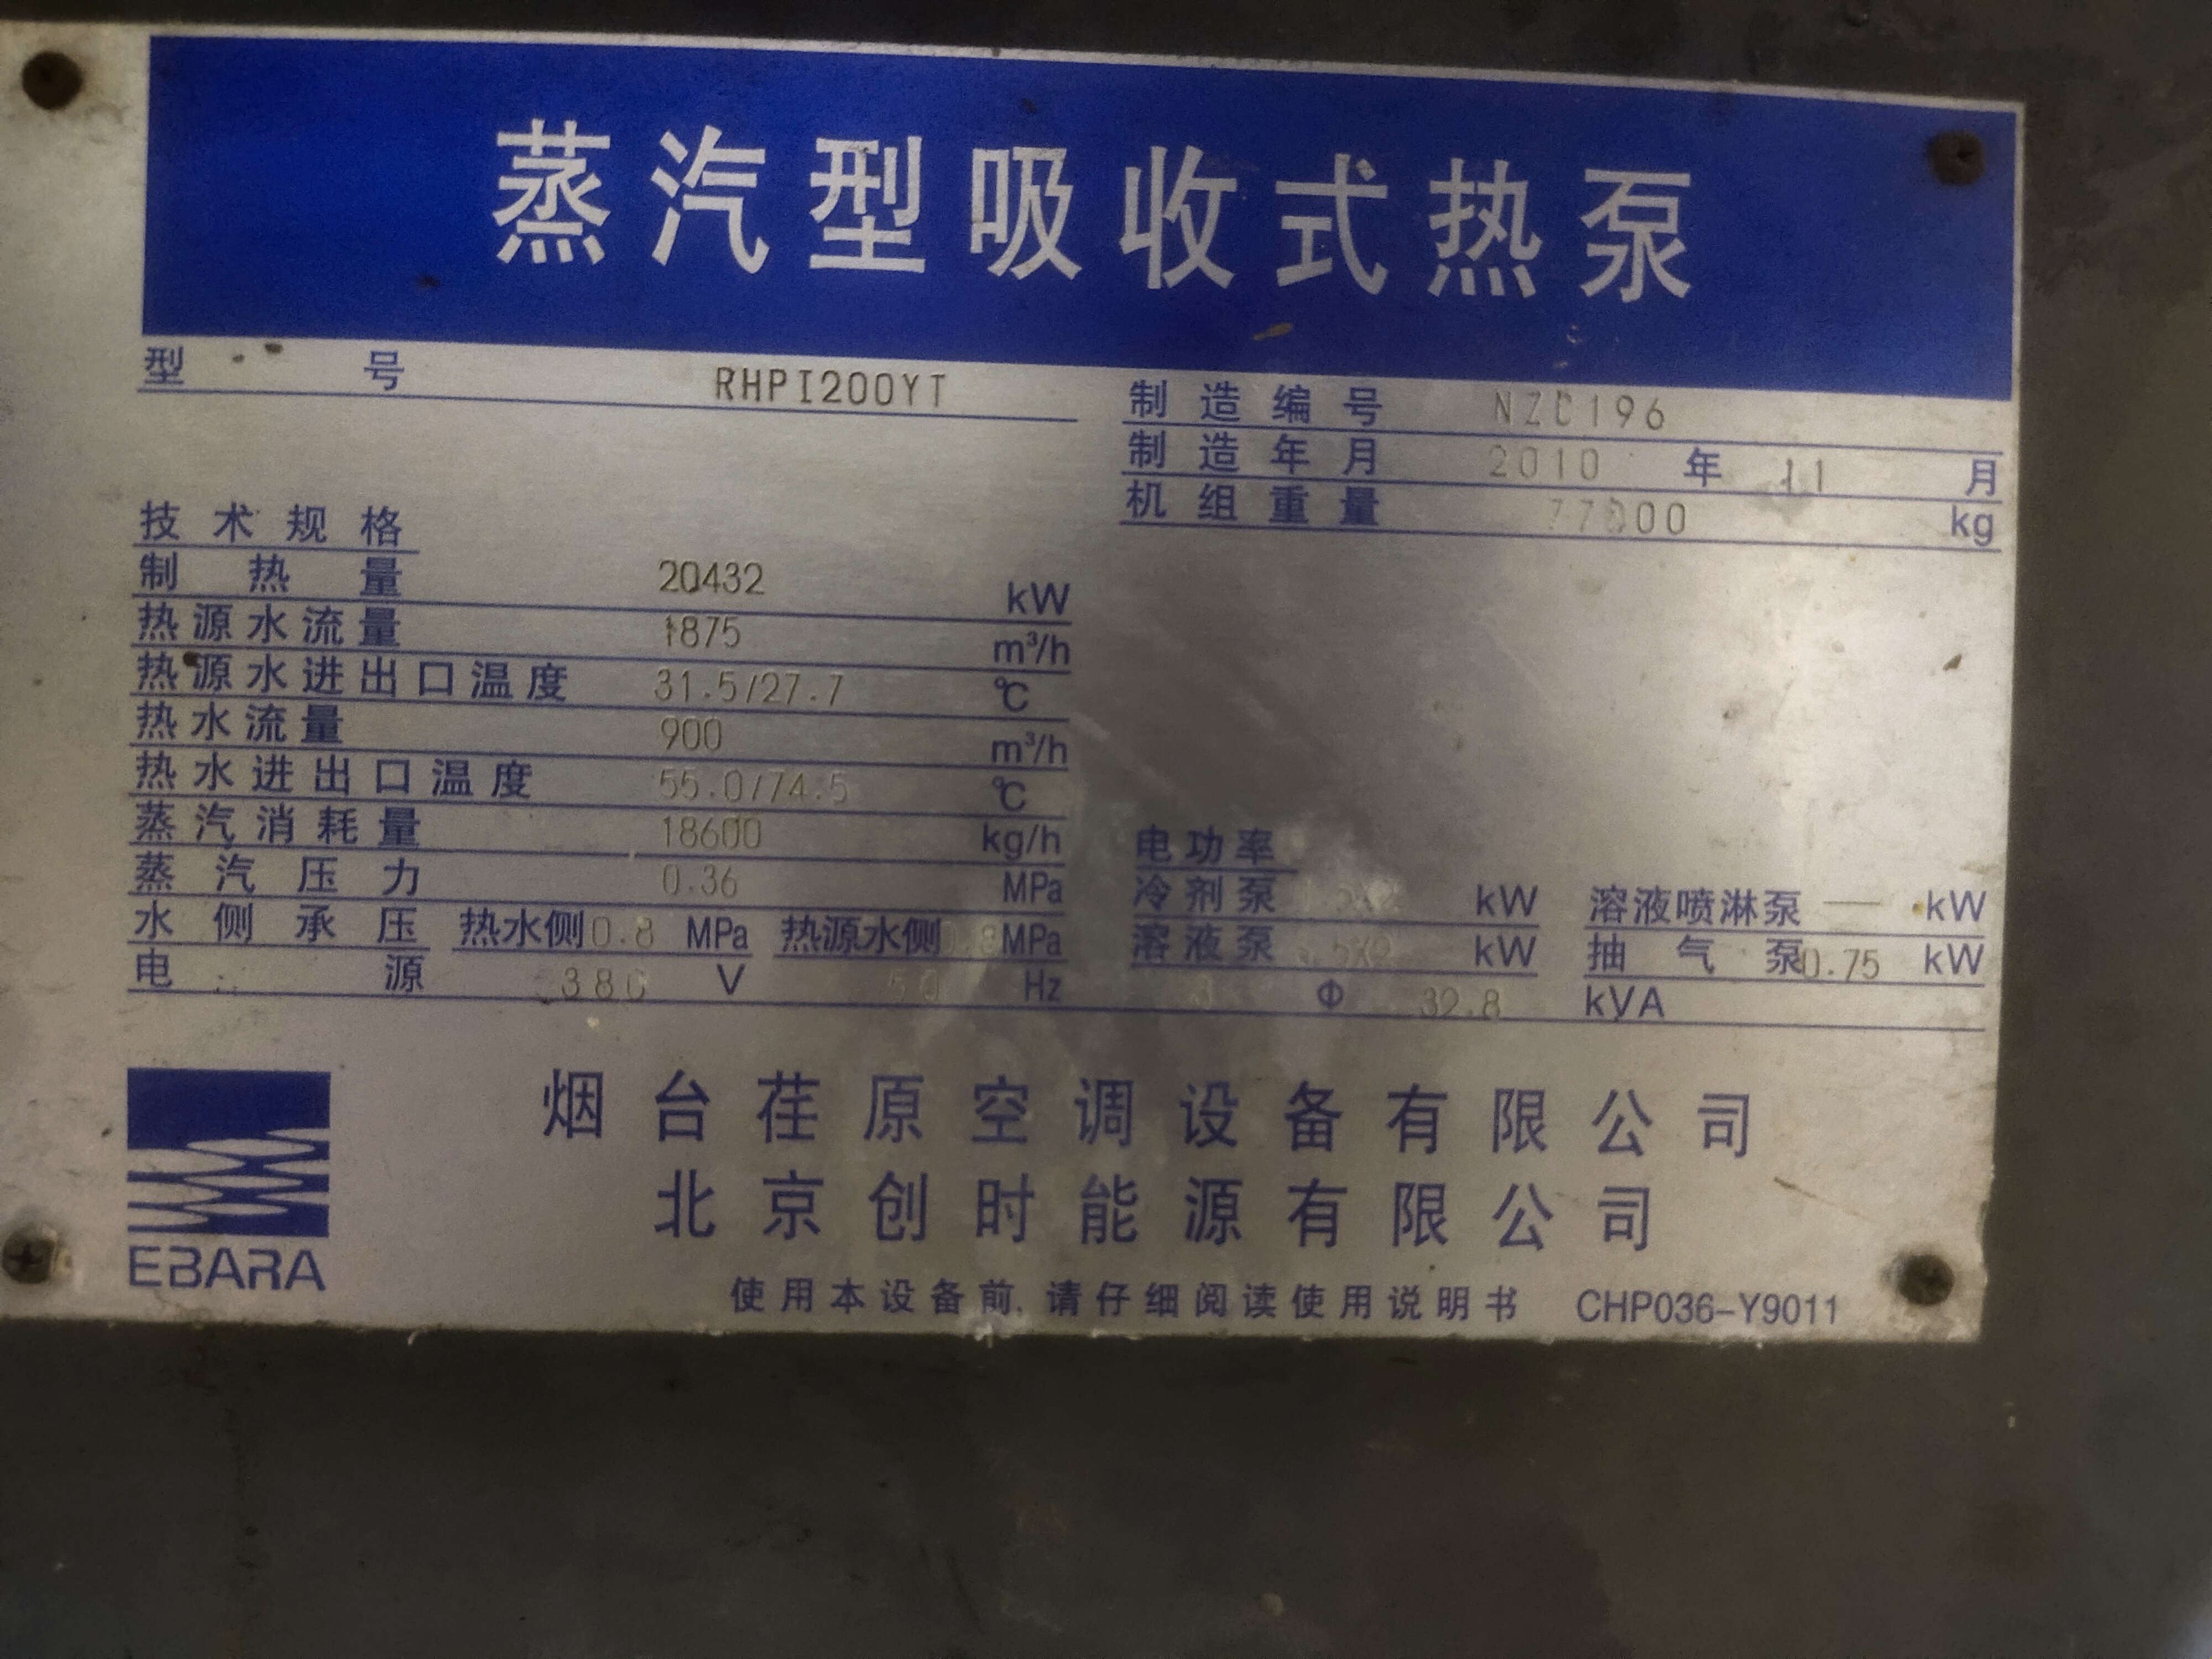 蒸汽型吸收式热泵
型号 RHPI200YT
制造编号 NZC196
制造年月 2010 年 11 月
机组重量 77000 kg
技术规格
制热量 20432 kW
热源水流量 1875 m³/h
热源水进出口温度 31.5/27.7 ℃
热水流量 900 m³/h
热水进出口温度 55.0/74.5 ℃
蒸汽消耗量 18600 kg/h
蒸汽压力 0.36 MPa
水侧承压 热水侧 0.8 MPa 热源水侧 MPa
电功率
冷剂泵 kW 溶液喷淋泵 — kW
溶液泵 kW 抽气泵 0.75 kW
电源 380 V 50 Hz 3 Φ 32.8 kVA
烟台荏原空调设备有限公司
北京创时能源有限公司
EBARA
使用本设备前.请仔细阅读使用说明书 CHP036-Y9011